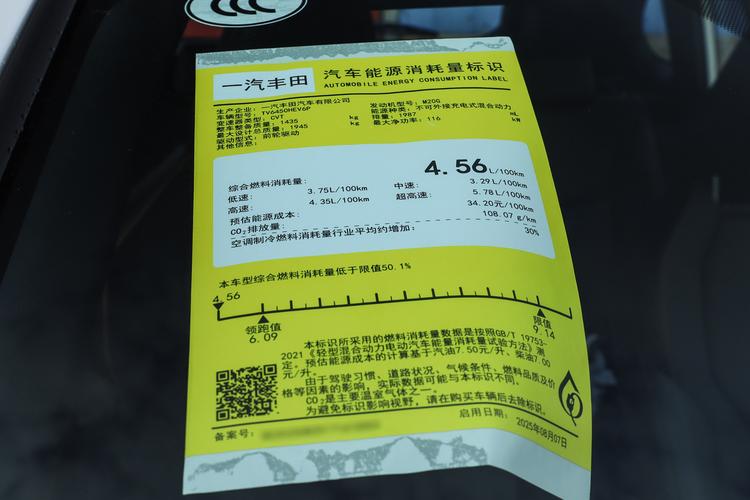 CCC
一汽丰田
汽车能源消耗量标识
AUTOMOBILE ENERGY CONSUMPTION LABEL
生产企业：一汽丰田汽车有限公司
车辆型号：TV6450HEV6P
变速器类型：CVT
整车整备质量：1435 kg
最大设计总质量：1945 kg
驱动型式：前轮驱动
其他信息：
发动机型号：M20G
能源种类：不可外接充电式混合动力
排量：1987 mL
最大净功率：116 kW
综合燃料消耗量： 4.56 L/100km
低速： 3.75L/100km 中速： 3.29 L/100km
高速： 4.35L/100km 超高速： 5.78 L/100km
预估能源成本： 34.20元/100km
CO₂排放量： 108.07 g/km
空调制冷燃料消耗量行业平均约增加： 30%
本车型综合燃料消耗量低于限值50.1%
4.56
领跑值
6.09
限值
9.14
本标识所采用的燃料消耗量数据是按照GB/T 19753-
2021《轻型混合动力电动汽车能量消耗量试验方法》测
定。预估能源成本的计算基于汽油7.50元/升、柴油7.00
元/升。
由于驾驶习惯、道路状况、气候条件、燃料品质及价
格等因素的影响，实际数据可能与本标识不同。
CO₂是主要温室气体之一。
为避免标识影响视野，请在购买车辆后去除标识。
备案号：
启用日期： 2025年08月07日